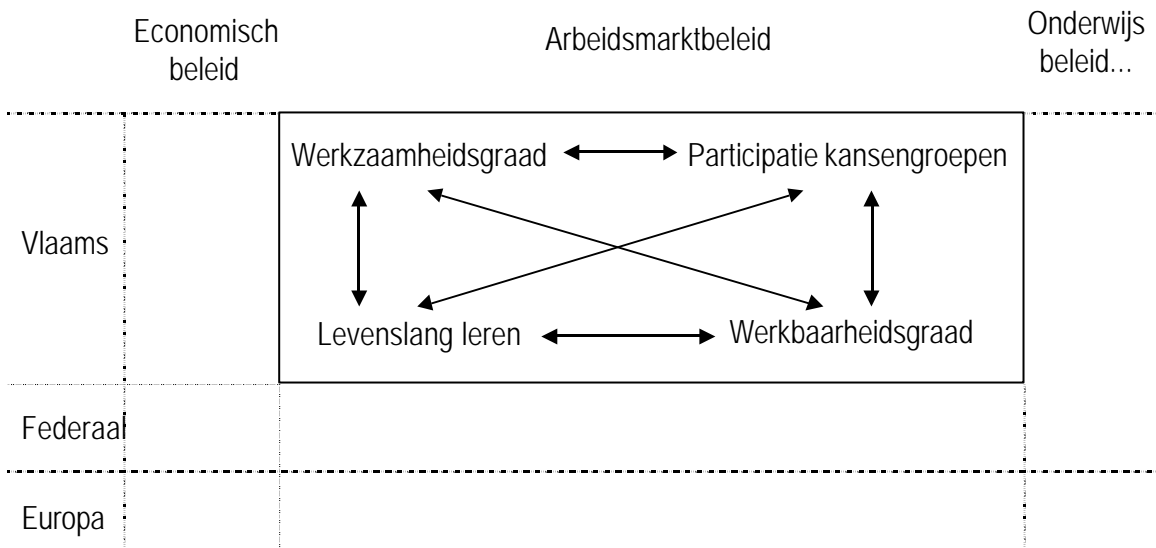 Economisch
beleid
Arbeidsmarktbeleid
Onderwijs
beleid...
Vlaams
Werkzaamheidsgraad
Participatie kansengroepen
Levenslang leren
Werkbaarheidsgraad
Federaal
Europa